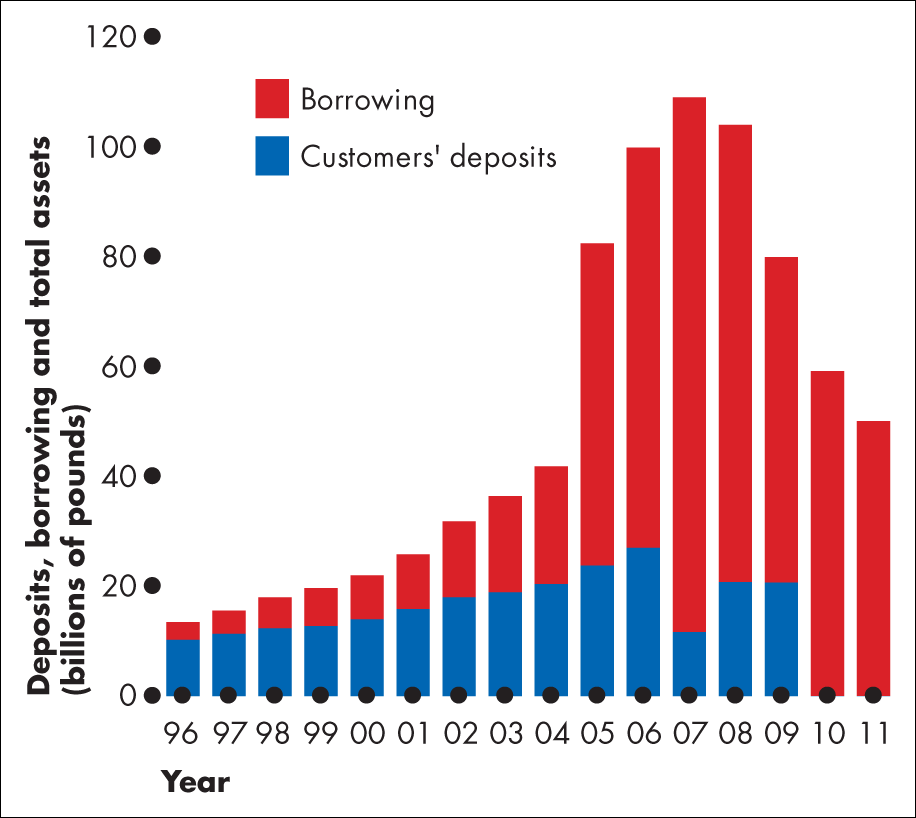 Deposits, borrowing and total assets
(billions of pounds)
120
100
80
60
40
20
0
Borrowing
Customers' deposits
96 97 98 99 00 01 02 03 04 05 06 07 08 09 10 11
Year